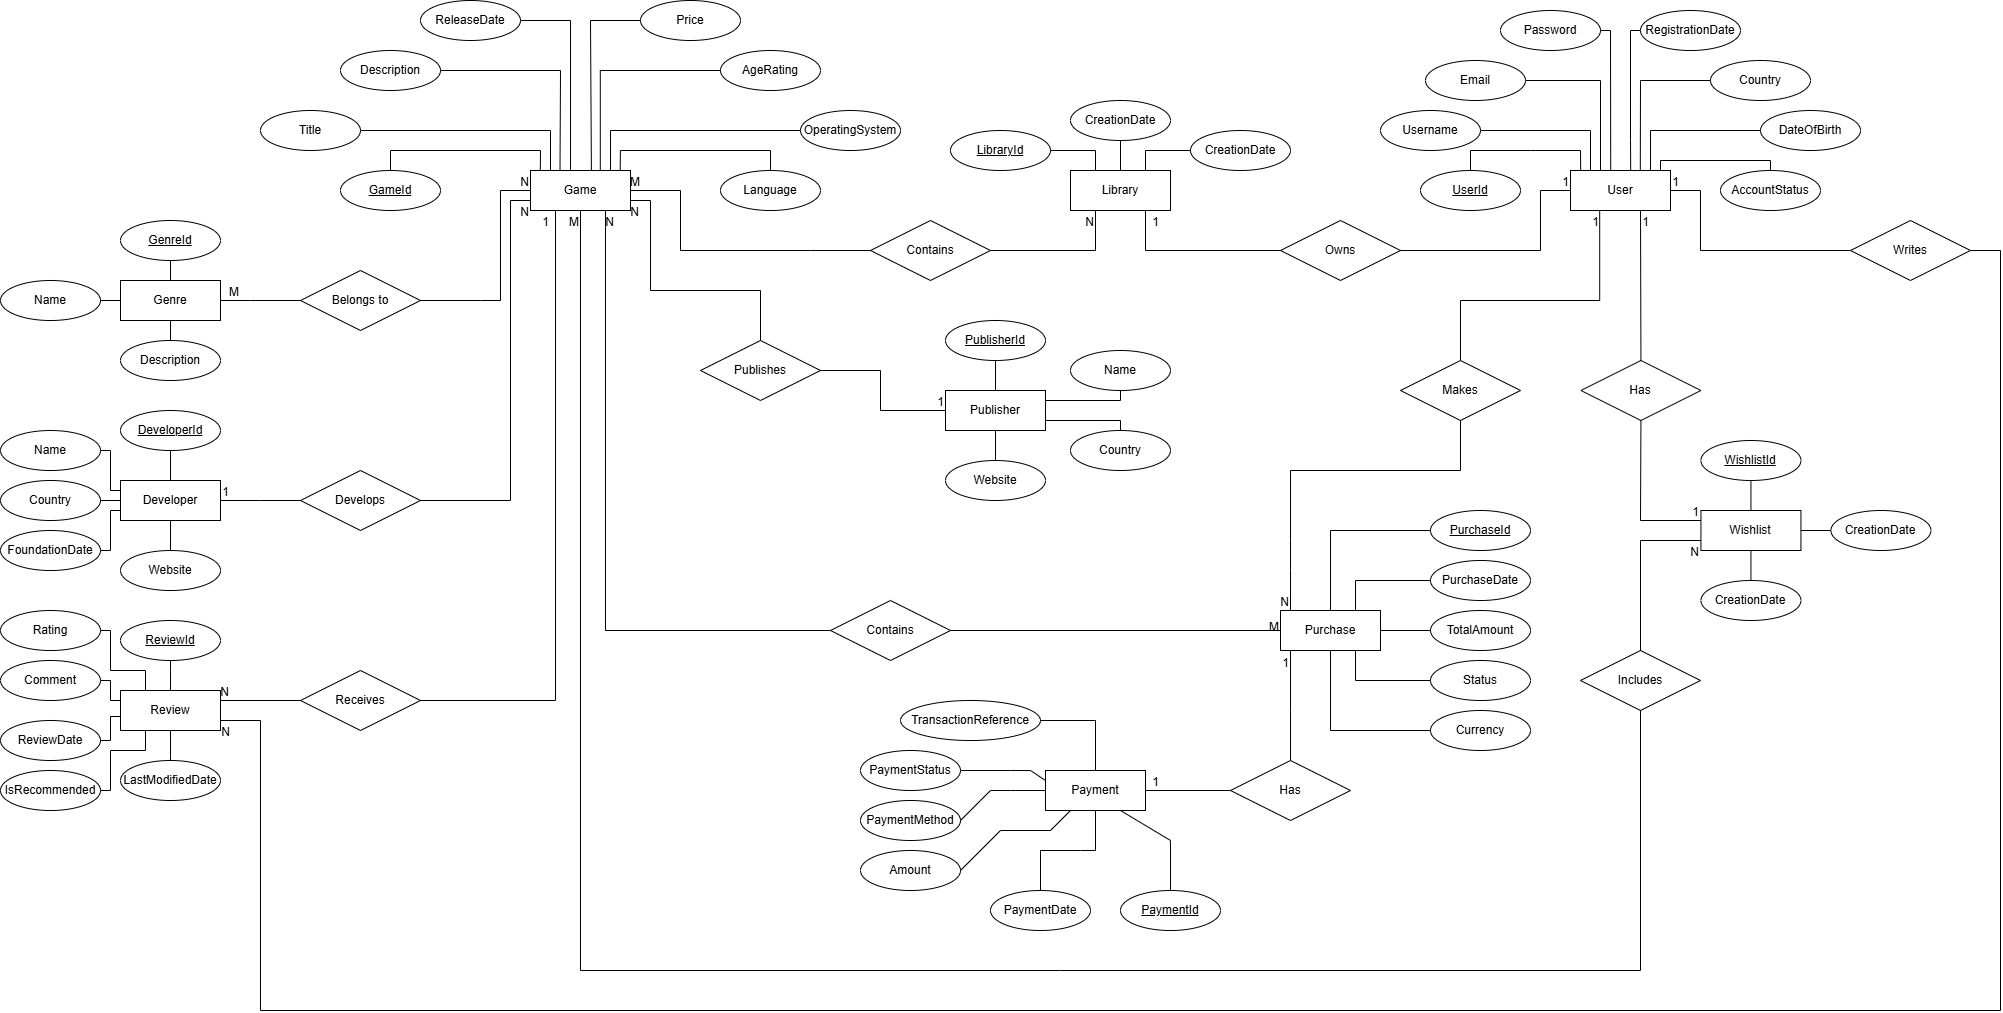 ReleaseDate
Price
Password
RegistrationDate
Description
AgeRating
Email
Country
Title
OperatingSystem
CreationDate
Username
DateOfBirth
LibraryId
CreationDate
GameId
N
Game
M
Language
Library
UserId
1
User
1
AccountStatus
N
1
M
N
N
N
1
1
1
GenreId
Contains
Owns
Writes
Name
Genre
M
Belongs to
Description
PublisherId
Publishes
Name
Makes
Has
1
Publisher
DeveloperId
Name
Country
WishlistId
Website
Country
Developer
1
Develops
1
PurchaseId
Wishlist
CreationDate
FoundationDate
N
Website
PurchaseDate
N
CreationDate
Rating
ReviewId
Contains
M
Purchase
TotalAmount
1
Comment
Status
Includes
N
Review
Receives
N
TransactionReference
Currency
ReviewDate
PaymentStatus
LastModifiedDate
IsRecommended
Payment
1
Has
PaymentMethod
Amount
PaymentDate
PaymentId